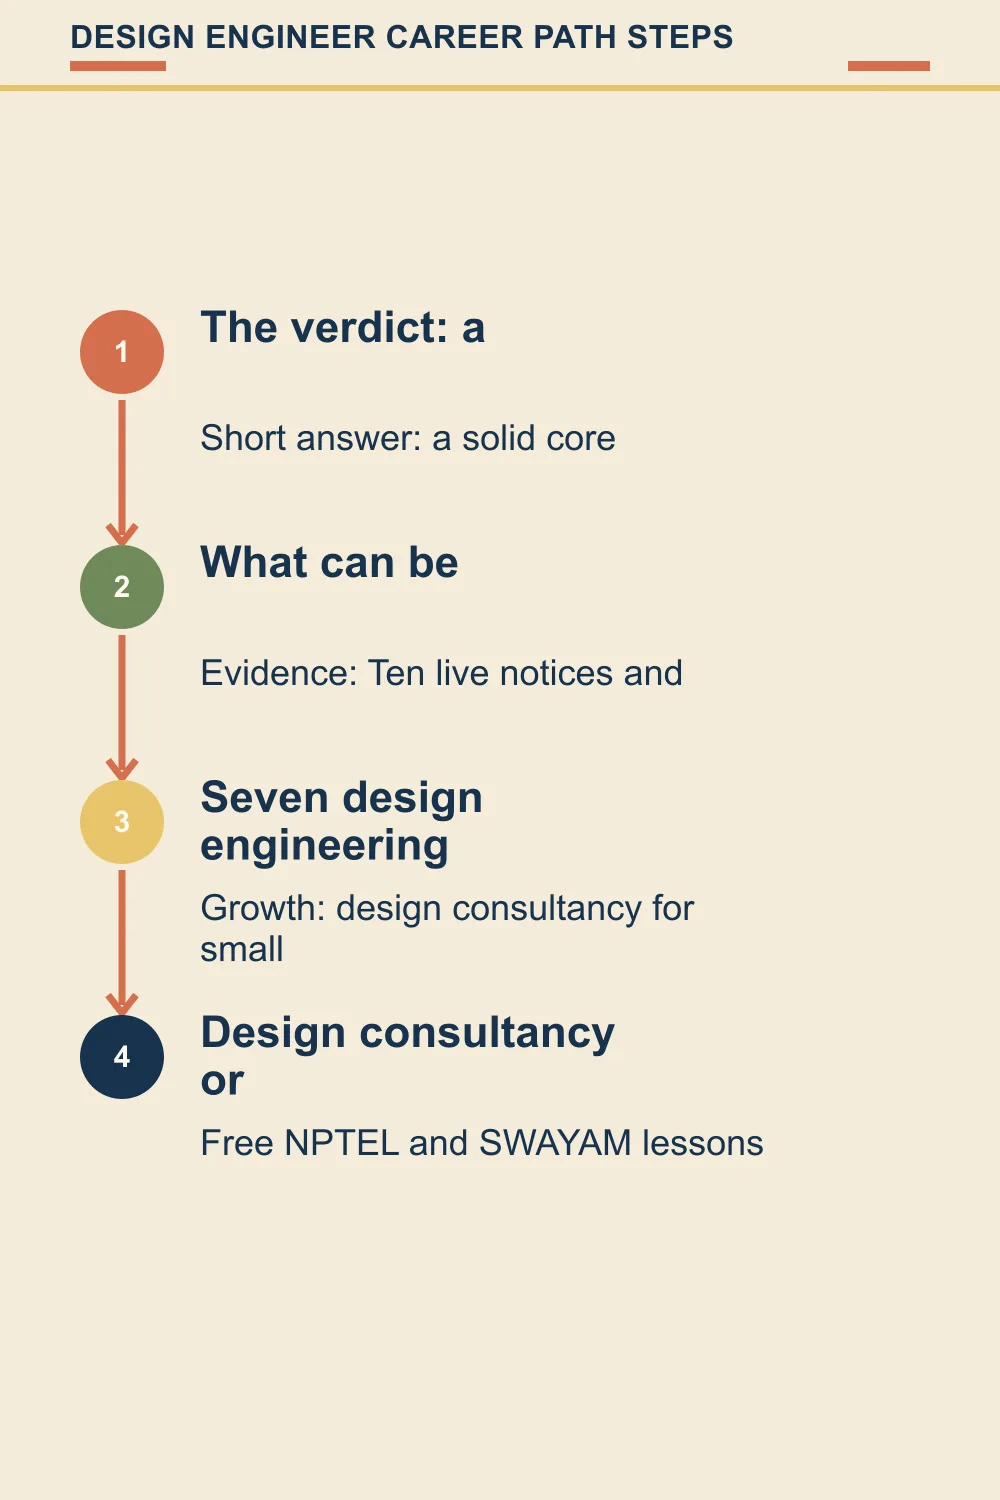 DESIGN ENGINEER CAREER PATH STEPS
1
The verdict: a
Short answer: a solid core
2
What can be
Evidence: Ten live notices and
3
Seven design
engineering
Growth: design consultancy for
small
4
Design consultancy
or
Free NPTEL and SWAYAM lessons